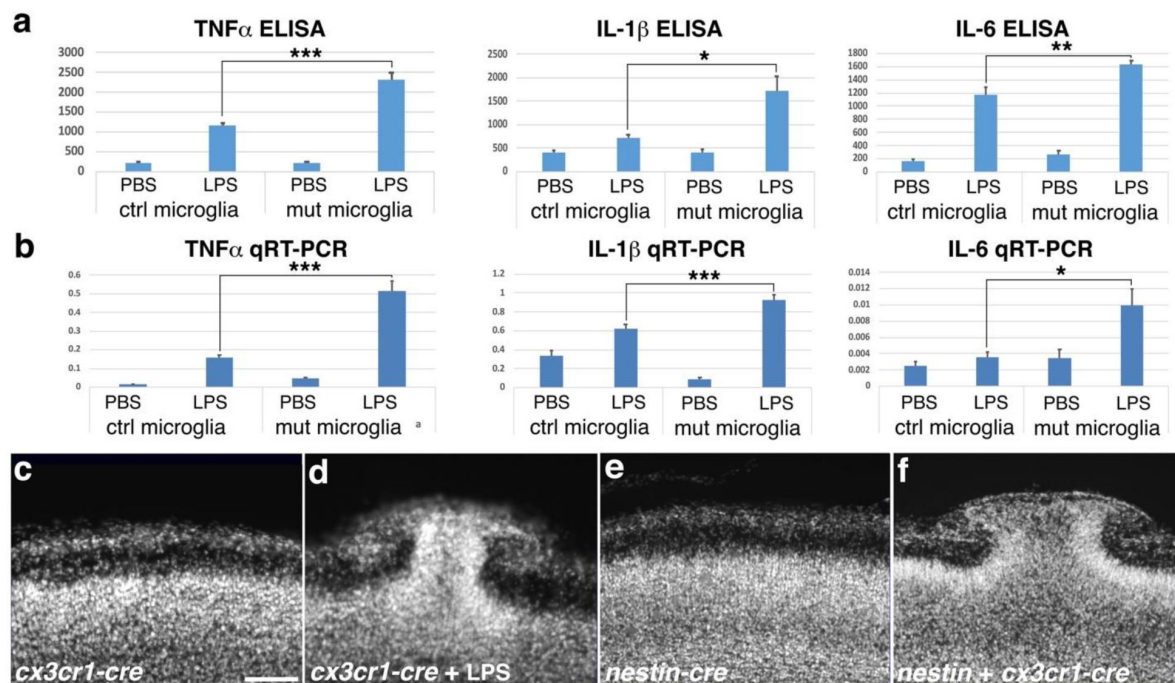 a
TNFα ELISA
3000
2500
2000
1500
1000
500
0
***
PBS LPS PBS LPS
ctrl microglia mut microglia
IL-1β ELISA
2500
2000
1500
1000
500
0
*
PBS LPS PBS LPS
ctrl microglia mut microglia
IL-6 ELISA
1800
1600
1400
1200
1000
800
600
400
200
0
**
PBS LPS PBS LPS
ctrl microglia mut microglia
b
TNFα qRT-PCR
0.6
0.5
0.4
0.3
0.2
0.1
0
***
PBS LPS PBS LPS
ctrl microglia mut microglia a
IL-1β qRT-PCR
1.2
1
0.8
0.6
0.4
0.2
0
***
PBS LPS PBS LPS
ctrl microglia mut microglia
IL-6 qRT-PCR
0.014
0.012
0.01
0.008
0.006
0.004
0.002
0
*
PBS LPS PBS LPS
ctrl microglia mut microglia
c
cx3cr1-cre
d
cx3cr1-cre + LPS
e
nestin-cre
f
nestin + cx3cr1-cre